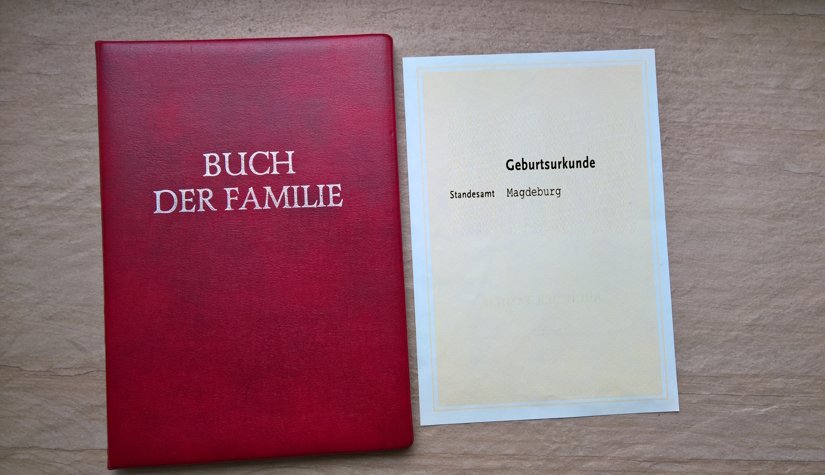 BUCH
DER FAMILIE
Geburtsurkunde
Standesamt Magdeburg